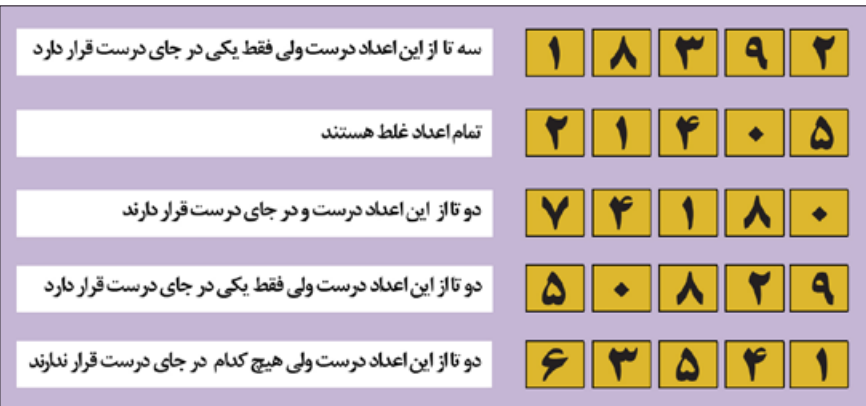 سه تا از این اعداد درست ولی فقط یکی در جای درست قرار دارد
۱ ۸ ۳ ۹ ۲
تمام اعداد غلط هستند
۲ ۱ ۴ ۰ ۵
دو تا از این اعداد درست و در جای درست قرار دارند
۷ ۴ ۱ ۸ ۰
دو تا از این اعداد درست ولی فقط یکی در جای درست قرار دارد
۵ ۰ ۸ ۲ ۹
دو تا از این اعداد درست ولی هیچ کدام در جای درست قرار ندارند
۶ ۳ ۵ ۴ ۱